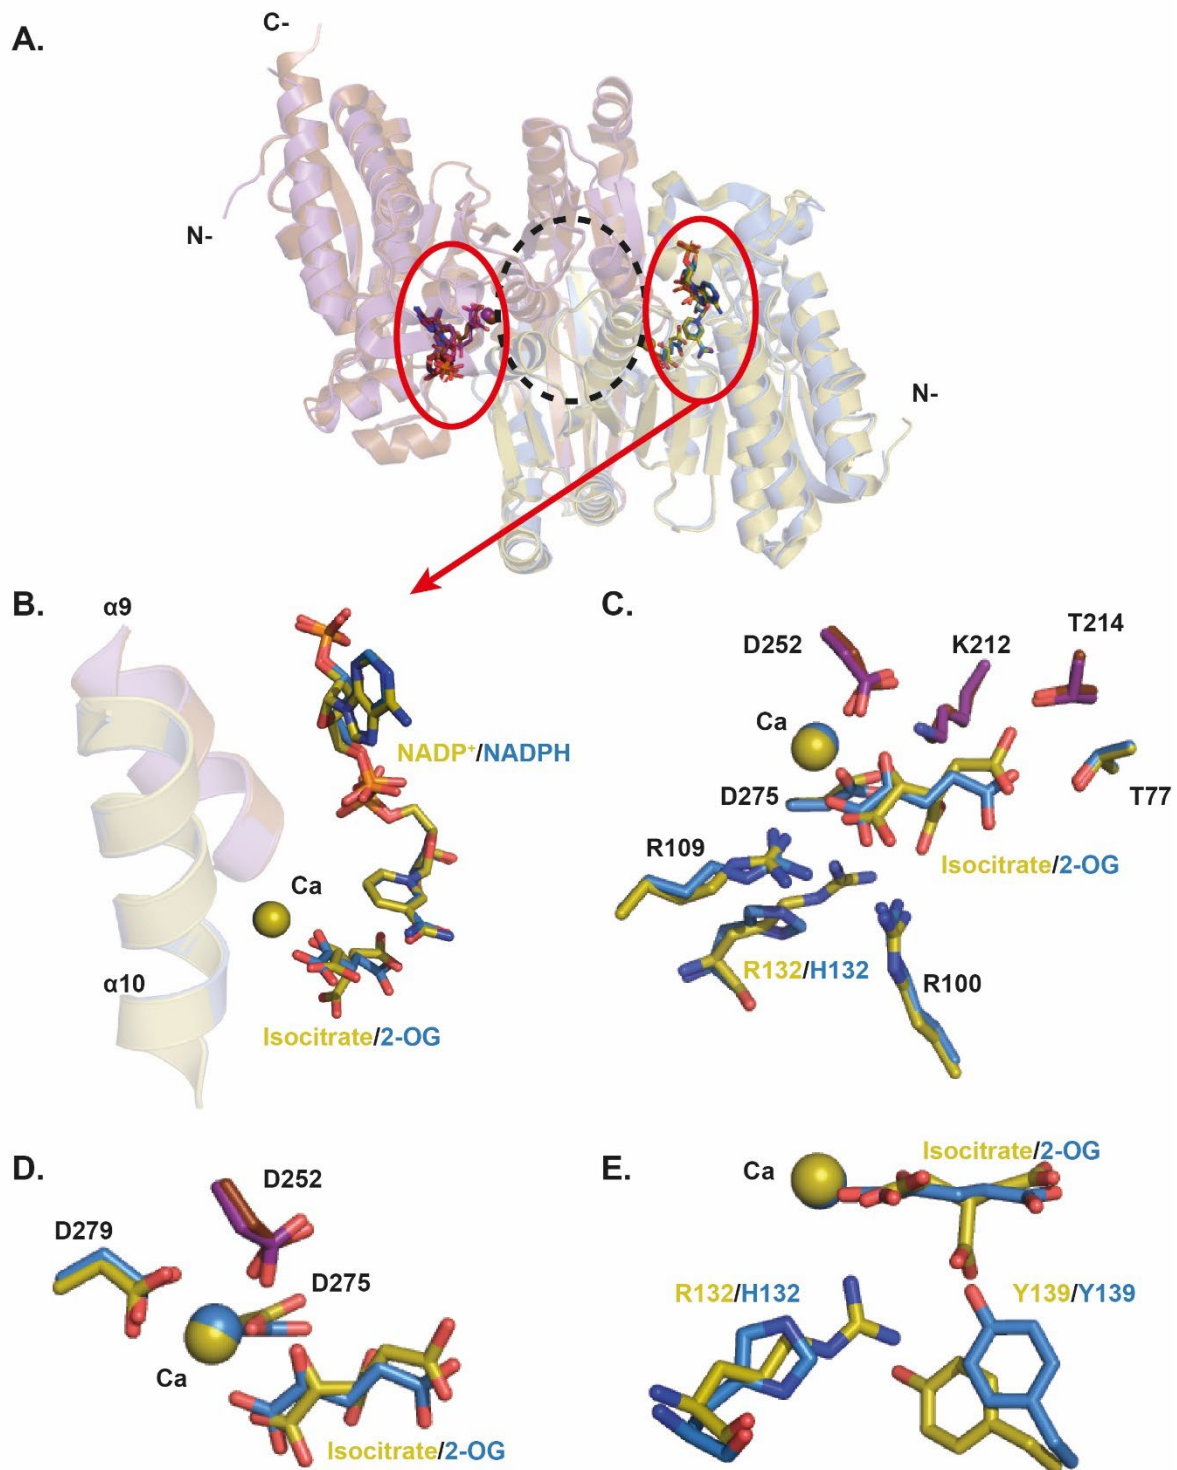 A.
C-
N-
N-
B.
α9
NADP⁺/NADPH
Ca
α10
Isocitrate/2-OG
C.
D252
K212
T214
Ca
D275
T77
R109
Isocitrate/2-OG
R132/H132
R100
D.
D252
D279
D275
Ca
Isocitrate/2-OG
E.
Isocitrate/2-OG
Ca
R132/H132
Y139/Y139